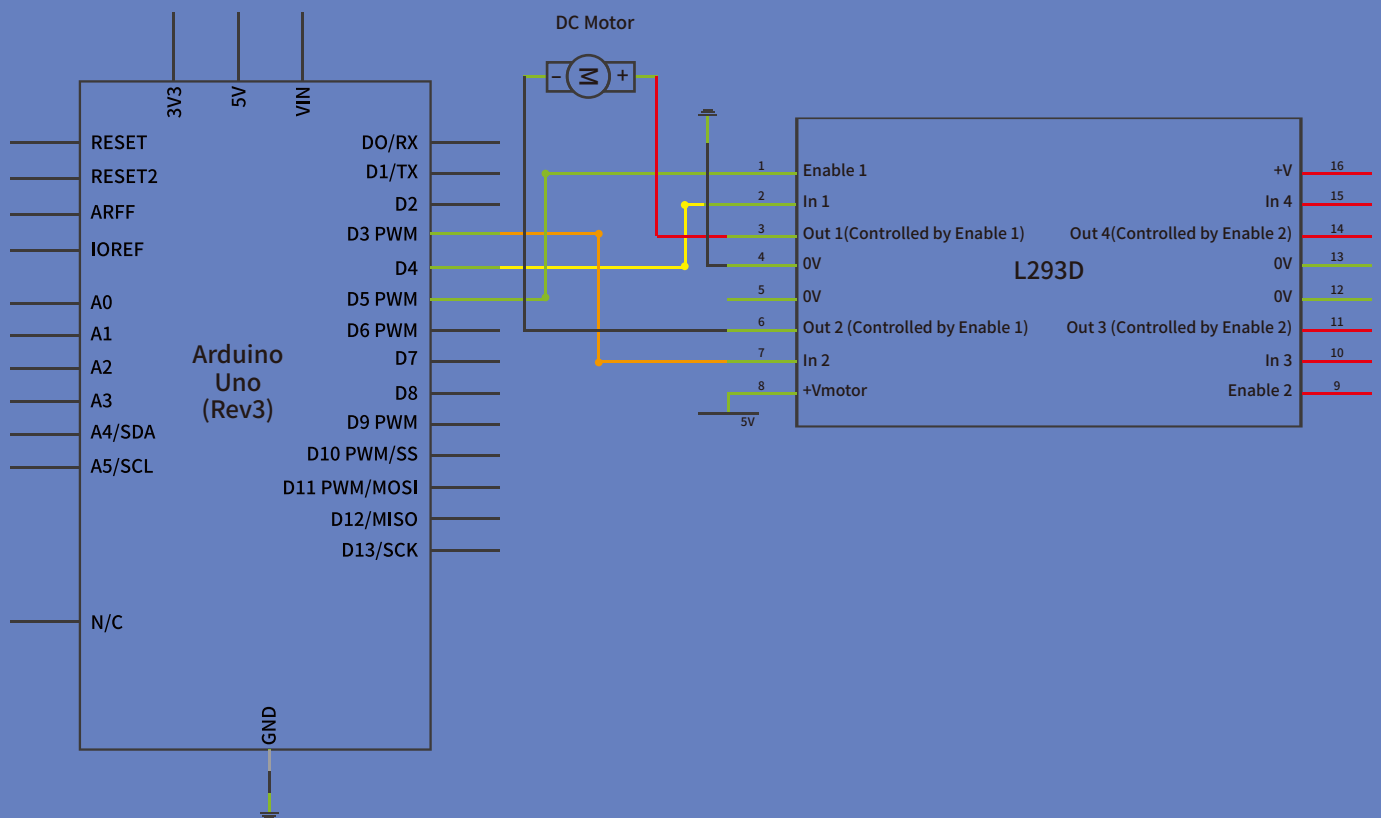 DC Motor
– M +
3V3
5V
VIN
RESET
RESET2
ARFF
IOREF
A0
A1
A2
A3
A4/SDA
A5/SCL
N/C
Arduino
Uno
(Rev3)
DO/RX
D1/TX
D2
D3 PWM
D4
D5 PWM
D6 PWM
D7
D8
D9 PWM
D10 PWM/SS
D11 PWM/MOSI
D12/MISO
D13/SCK
GND
1 Enable 1
2 In 1
3 Out 1(Controlled by Enable 1)
4 0V
5 0V
6 Out 2 (Controlled by Enable 1)
7 In 2
8 +Vmotor
5V
L293D
+V 16
In 4 15
Out 4(Controlled by Enable 2) 14
0V 13
0V 12
Out 3 (Controlled by Enable 2) 11
In 3 10
Enable 2 9